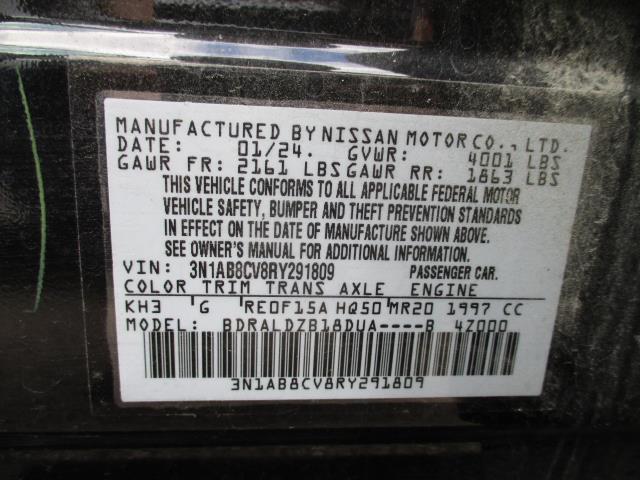 MANUFACTURED BY NISSAN MOTOR CO., LTD.
DATE: 01/24. GVWR: 4001 LBS
GAWR FR: 2161 LBS GAWR RR: 1863 LBS
THIS VEHICLE CONFORMS TO ALL APPLICABLE FEDERAL MOTOR
VEHICLE SAFETY, BUMPER AND THEFT PREVENTION STANDARDS
IN EFFECT ON THE DATE OF MANUFACTURE SHOWN ABOVE.
SEE OWNER'S MANUAL FOR ADDITIONAL INFORMATION.
VIN: 3N1AB8CV8RY291809 PASSENGER CAR.
COLOR TRIM TRANS AXLE ENGINE
KH3 G RE0F15A HQ50 MR20 1997 CC
MODEL: BDRALDZB18DUA----B 4Z000
3N1AB8CV8RY291809